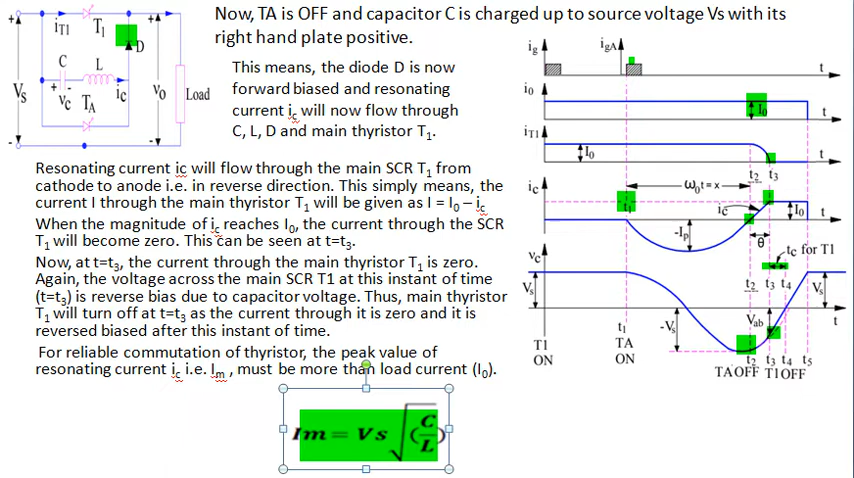 Now, TA is OFF and capacitor C is charged up to source voltage Vs with its
right hand plate positive.
This means, the diode D is now
forward biased and resonating
current ic will now flow through
C, L, D and main thyristor T1.
Resonating current ic will flow through the main SCR T1 from
cathode to anode i.e. in reverse direction. This simply means, the
current I through the main thyristor T1 will be given as I = I0 – ic
When the magnitude of ic reaches I0, the current through the SCR
T1 will become zero. This can be seen at t=t3.
Now, at t=t3, the current through the main thyristor T1 is zero.
Again, the voltage across the main SCR T1 at this instant of time
(t=t3) is reverse bias due to capacitor voltage. Thus, main thyristor
T1 will turn off at t=t3 as the current through it is zero and it is
reversed biased after this instant of time.
For reliable commutation of thyristor, the peak value of
resonating current ic i.e. Im , must be more than load current (I0).
Im = Vs √(C/L)
+ iT1 T1 + D
C L
Vs + - vc TA ic Vo Load
- -
ig igA t
i0 I0 t
iT1 I0 t
t2 t3
ic t1 ω0t = x ic I0 t
-Ip θ
tc for T1
vc
Vs t2 t3 t4 Vs
-Vs Vab t
t1
T1 TA t2 t3 t4 t5
ON ON TAOFF T1OFF